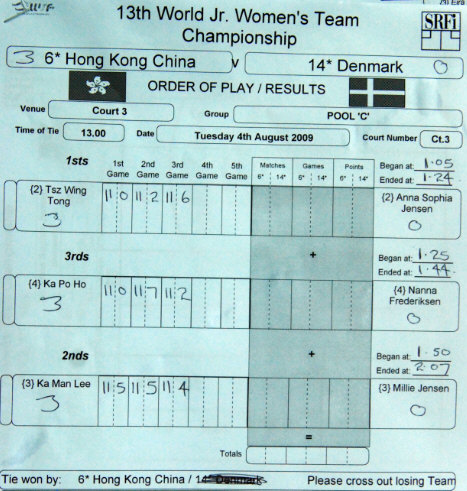 13th World Jr. Women's Team
Championship
SRFi
3 6* Hong Kong China v 14* Denmark 0
ORDER OF PLAY / RESULTS
Venue Court 3 Group POOL 'C'
Time of Tie 13.00 Date Tuesday 4th August 2009 Court Number Ct.3
1sts 1st Game 2nd Game 3rd Game 4th Game 5th Game Matches 6* 14* Games 6* 14* Points 6* 14*
Began at: 1.05
Ended at: 1.24
{2} Tsz Wing Tong 3 11 0 11 2 11 6 {2} Anna Sophia Jensen 0
3rds + Began at: 1.25
Ended at: 1.44
{4} Ka Po Ho 3 11 0 11 7 11 2 {4} Nanna Frederiksen 0
2nds + Began at: 1.50
Ended at: 2.07
{3} Ka Man Lee 3 11 5 11 5 11 4 {3} Millie Jensen 0
=
Totals
Tie won by: 6* Hong Kong China / 14* Denmark Please cross out losing Team